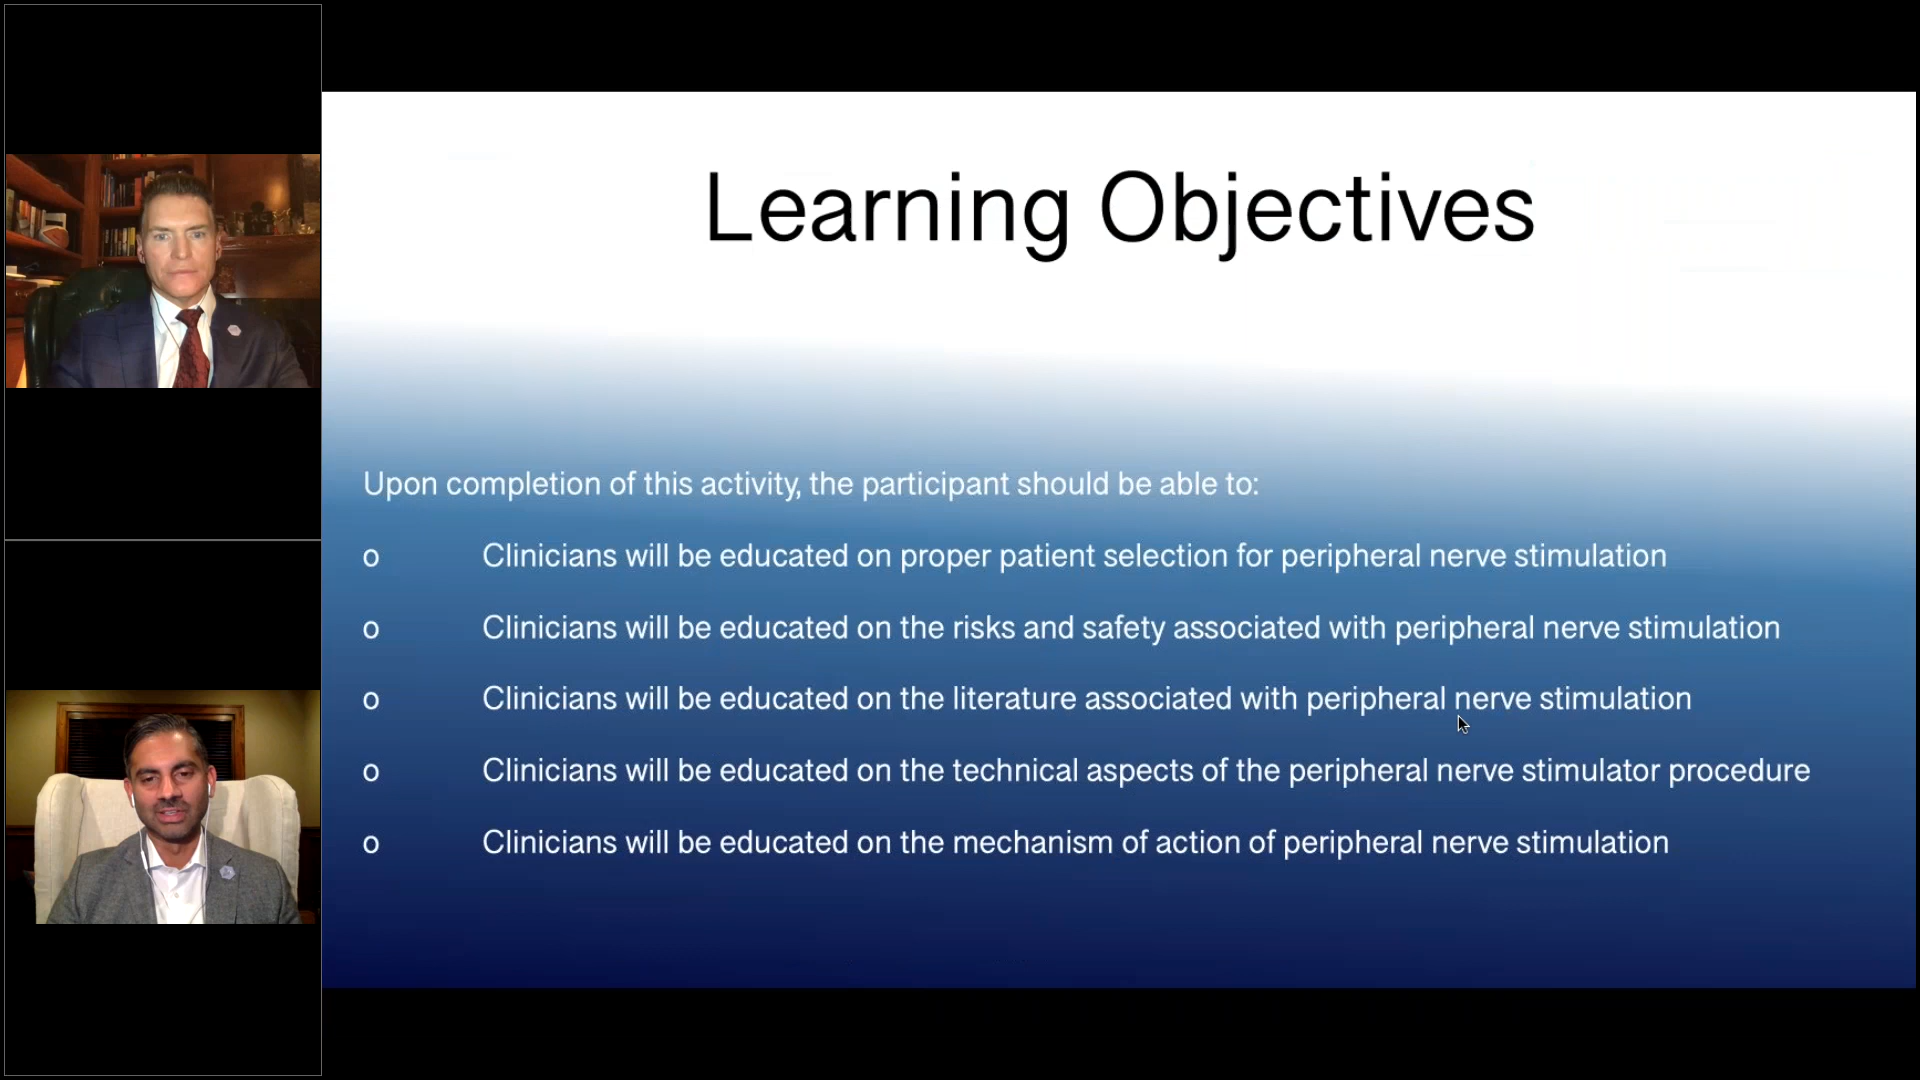 Learning Objectives
Upon completion of this activity, the participant should be able to:
o Clinicians will be educated on proper patient selection for peripheral nerve stimulation
o Clinicians will be educated on the risks and safety associated with peripheral nerve stimulation
o Clinicians will be educated on the literature associated with peripheral nerve stimulation
o Clinicians will be educated on the technical aspects of the peripheral nerve stimulator procedure
o Clinicians will be educated on the mechanism of action of peripheral nerve stimulation